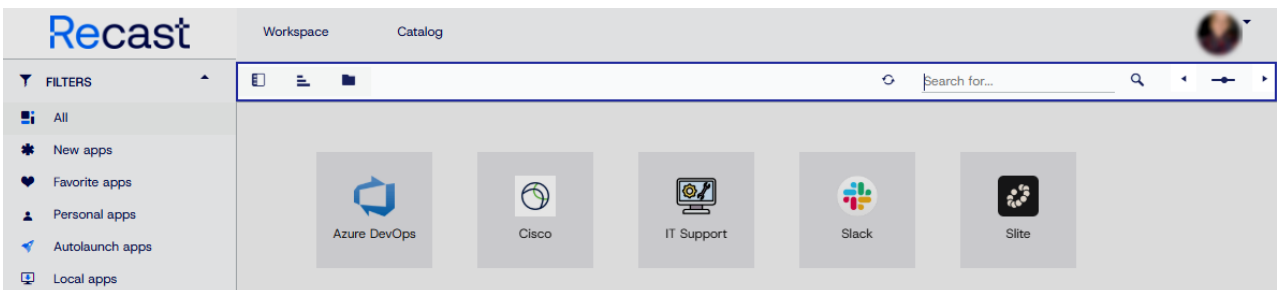 Recast
Workspace
Catalog
FILTERS
Search for...
All
New apps
Favorite apps
Personal apps
Autolaunch apps
Local apps
Azure DevOps
Cisco
IT Support
Slack
Slite